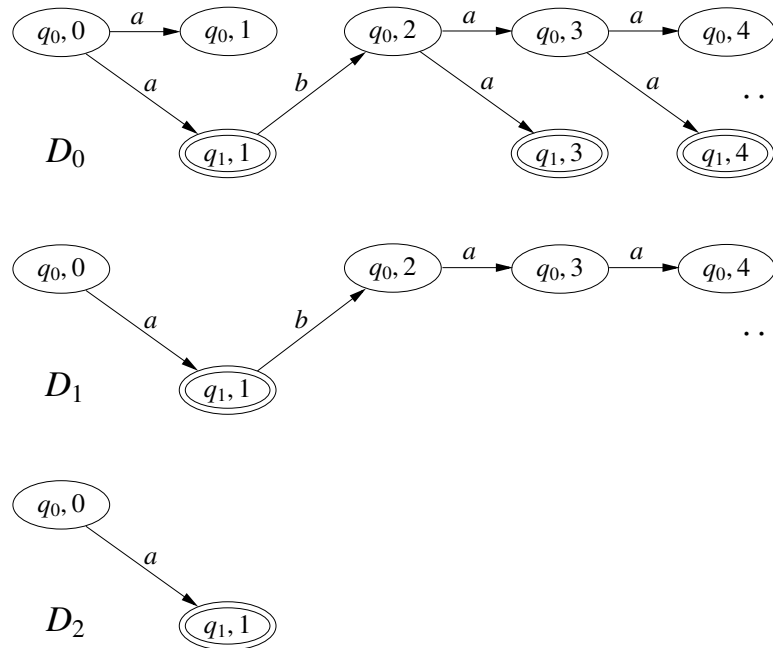 q₀, 0 a q₀, 1 q₀, 2 a q₀, 3 a q₀, 4
a b a a . .
D₀ q₁, 1 q₁, 3 q₁, 4
q₀, 0 q₀, 2 a q₀, 3 a q₀, 4
a b . .
D₁ q₁, 1
q₀, 0
a
D₂ q₁, 1